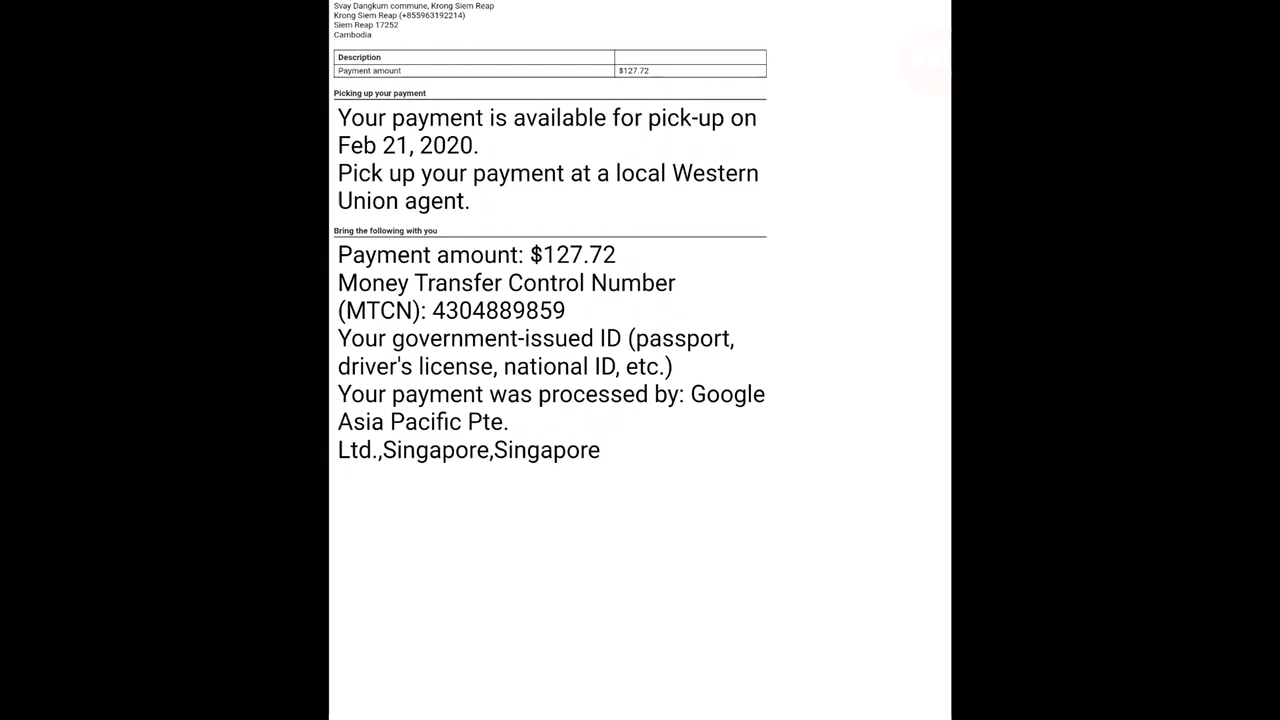 Svay Dangkum commune, Krong Siem Reap
Krong Siem Reap (+855963192214)
Siem Reap 17252
Cambodia
Description
Payment amount $127.72
Picking up your payment
Your payment is available for pick-up on
Feb 21, 2020.
Pick up your payment at a local Western
Union agent.
Bring the following with you
Payment amount: $127.72
Money Transfer Control Number
(MTCN): 4304889859
Your government-issued ID (passport,
driver's license, national ID, etc.)
Your payment was processed by: Google
Asia Pacific Pte.
Ltd.,Singapore,Singapore